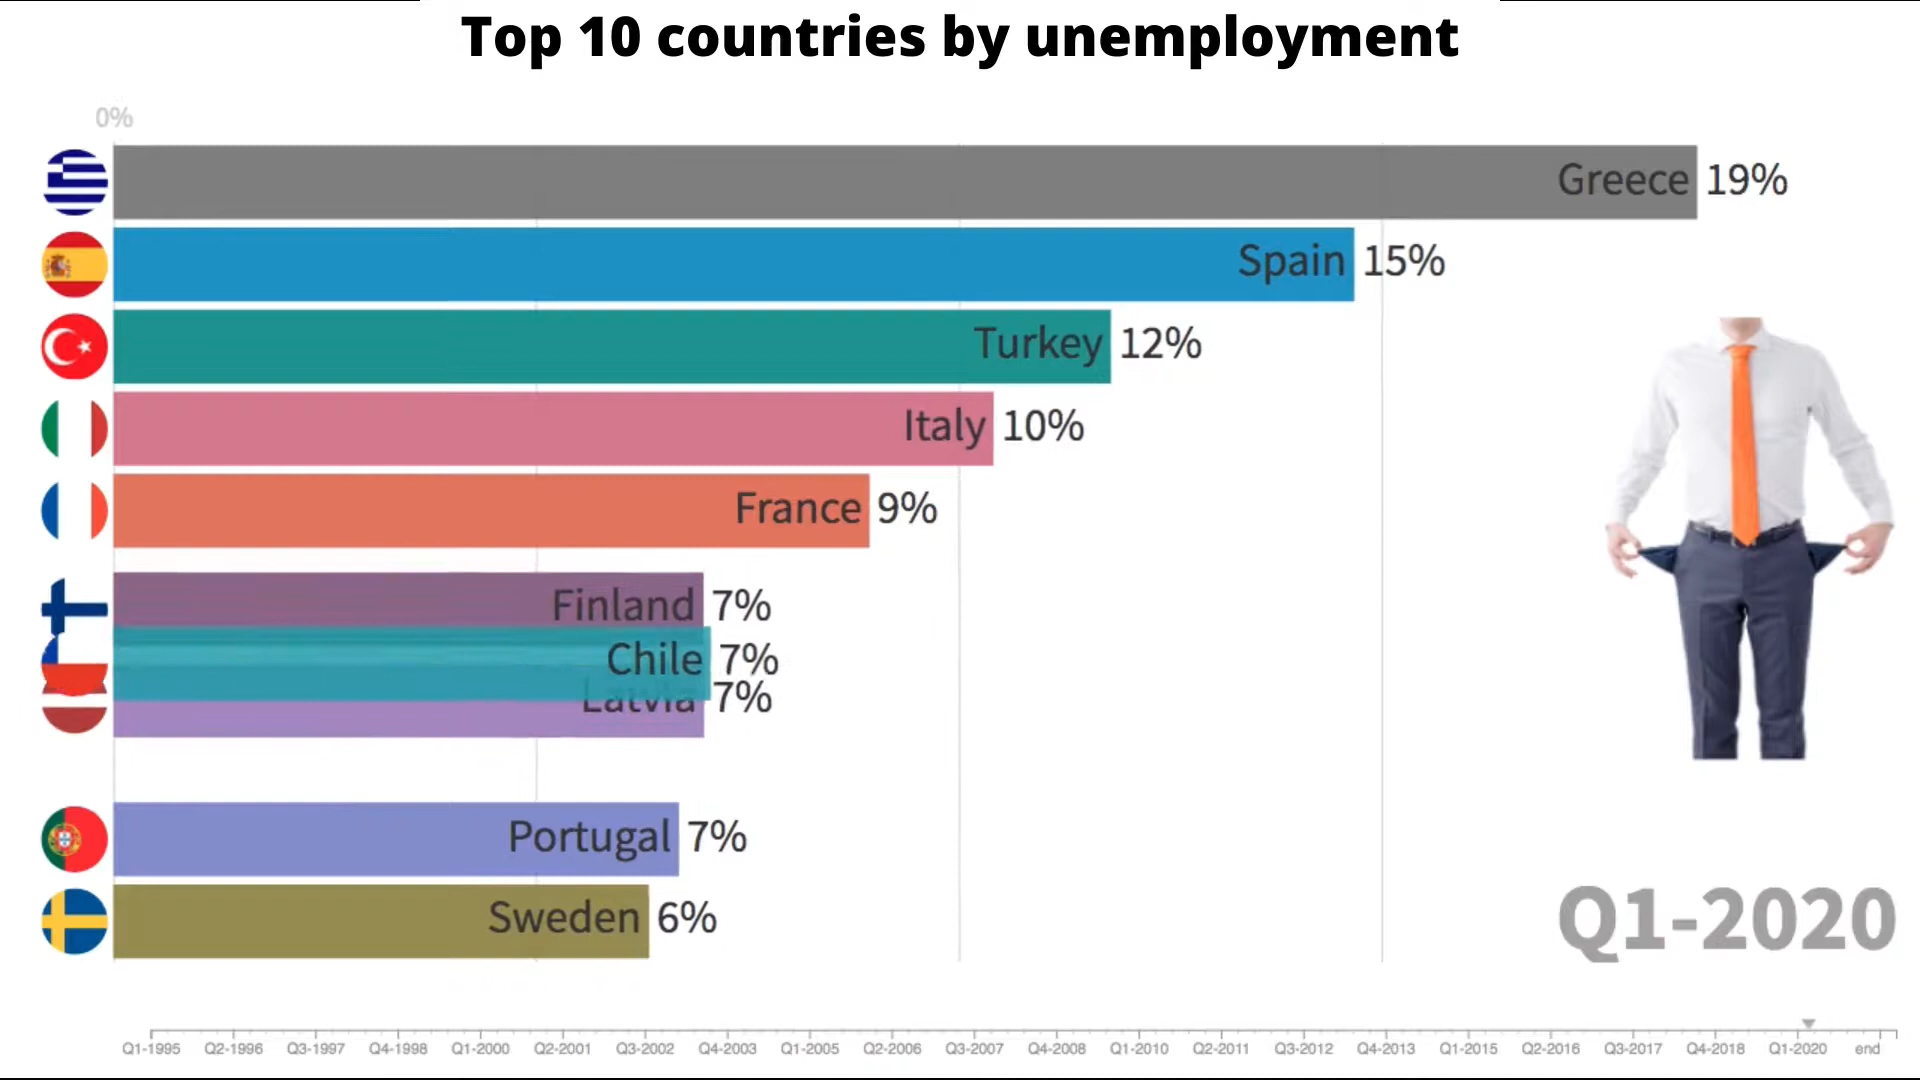 Top 10 countries by unemployment
0%
Greece 19%
Spain 15%
Turkey 12%
Italy 10%
France 9%
Finland 7%
Chile 7%
Latvia 7%
Portugal 7%
Sweden 6%
Q1-2020
Q1-1995 Q2-1996 Q3-1997 Q4-1998 Q1-2000 Q2-2001 Q3-2002 Q4-2003 Q1-2005 Q2-2006 Q3-2007 Q4-2008 Q1-2010 Q2-2011 Q3-2012 Q4-2013 Q1-2015 Q2-2016 Q3-2017 Q4-2018 Q1-2020 end